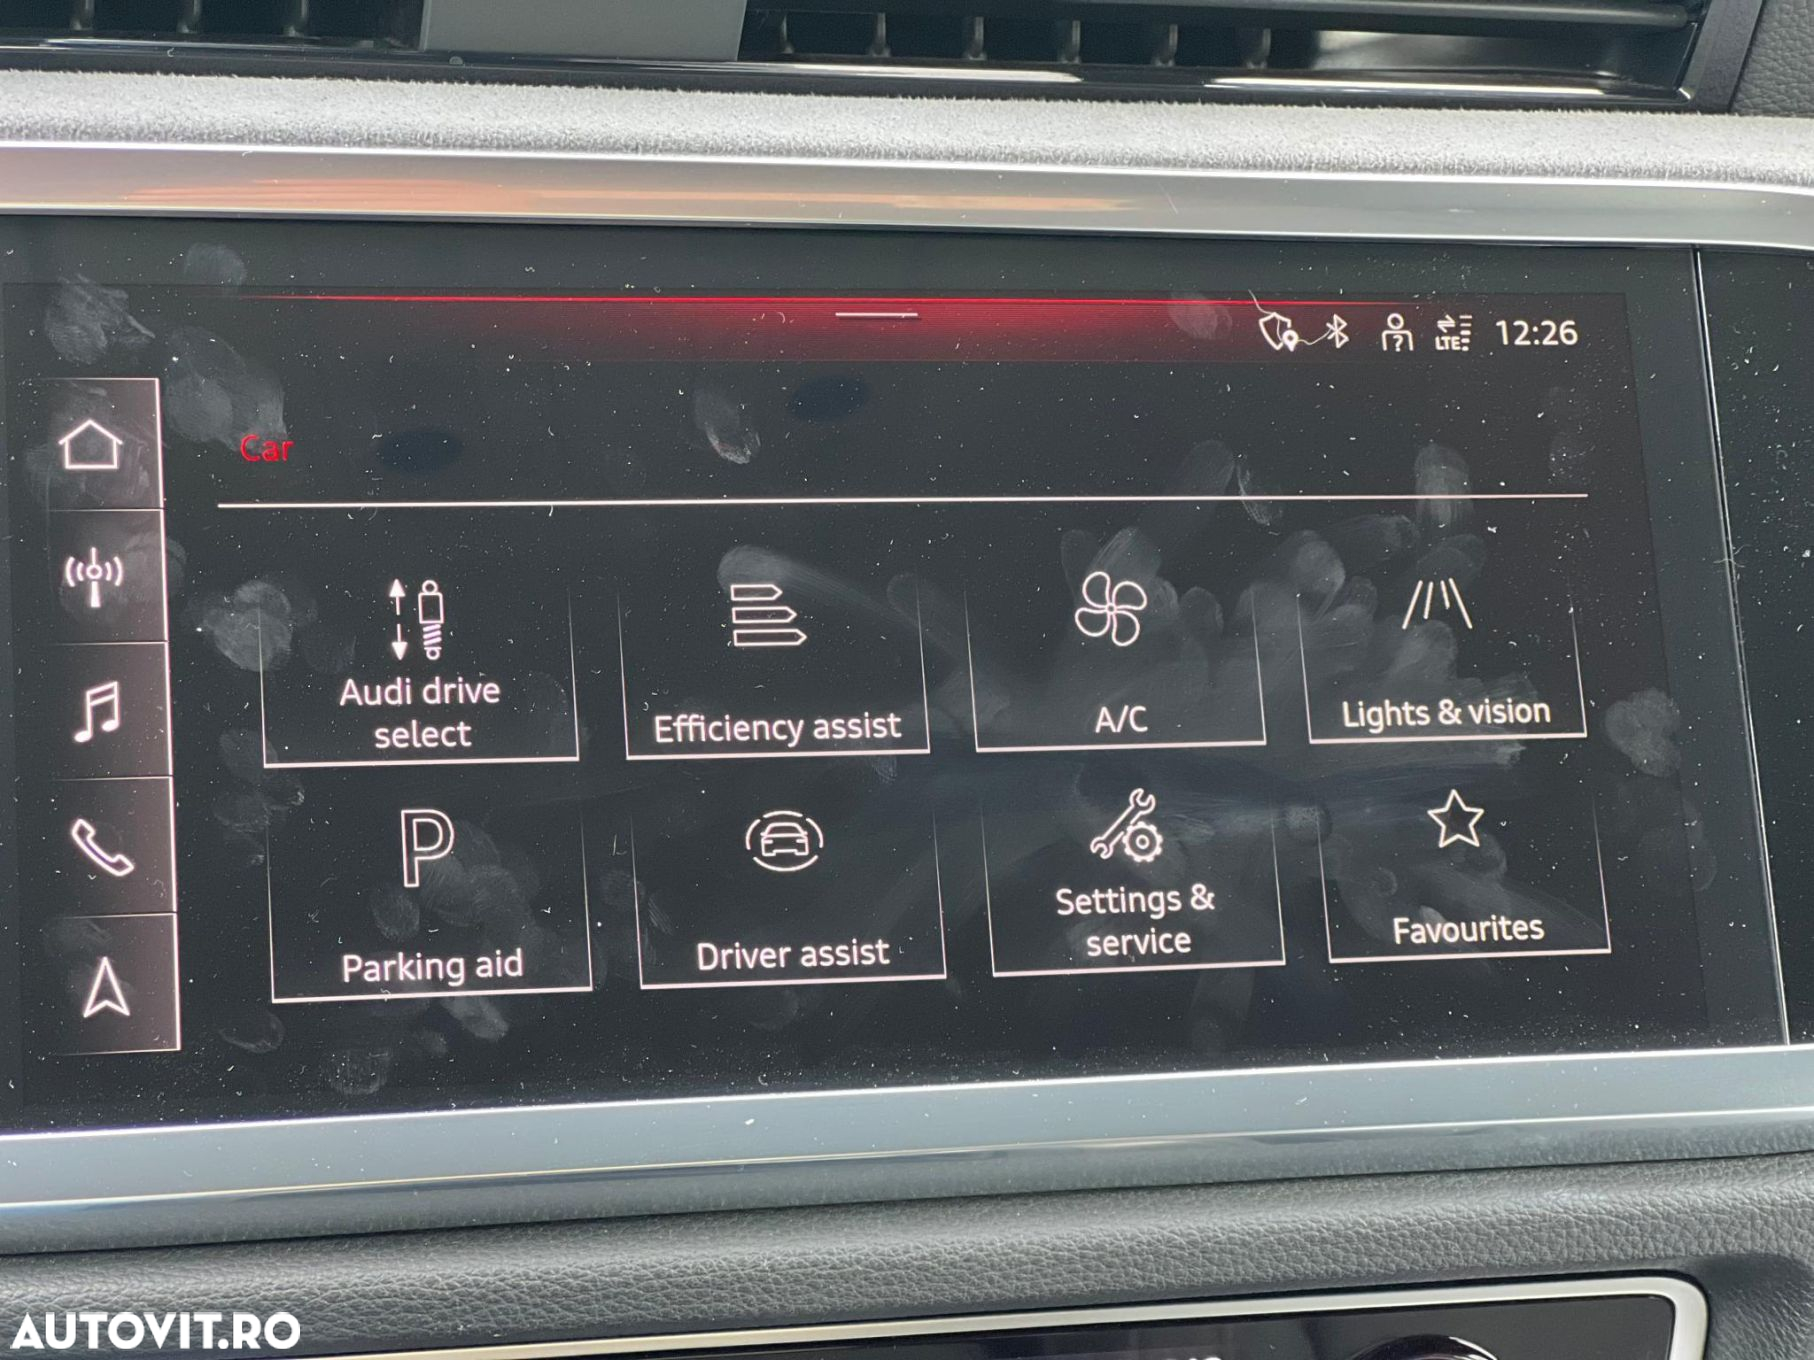 LTE
12:26
Car
Audi drive
select
Efficiency assist
A/C
Lights & vision
P
Parking aid
Driver assist
Settings &
service
Favourites
AUTOVIT.RO